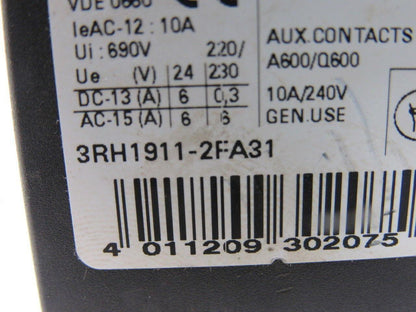 VDE 0660
IeAC-12 : 10A
Ui : 690V 220/
Ue (V) 24 230
DC-13 (A) 6 0,3
AC-15 (A) 6 6
AUX.CONTACTS
A600/Q600
10A/240V
GEN.USE
3RH1911-2FA31
4 011209 302075